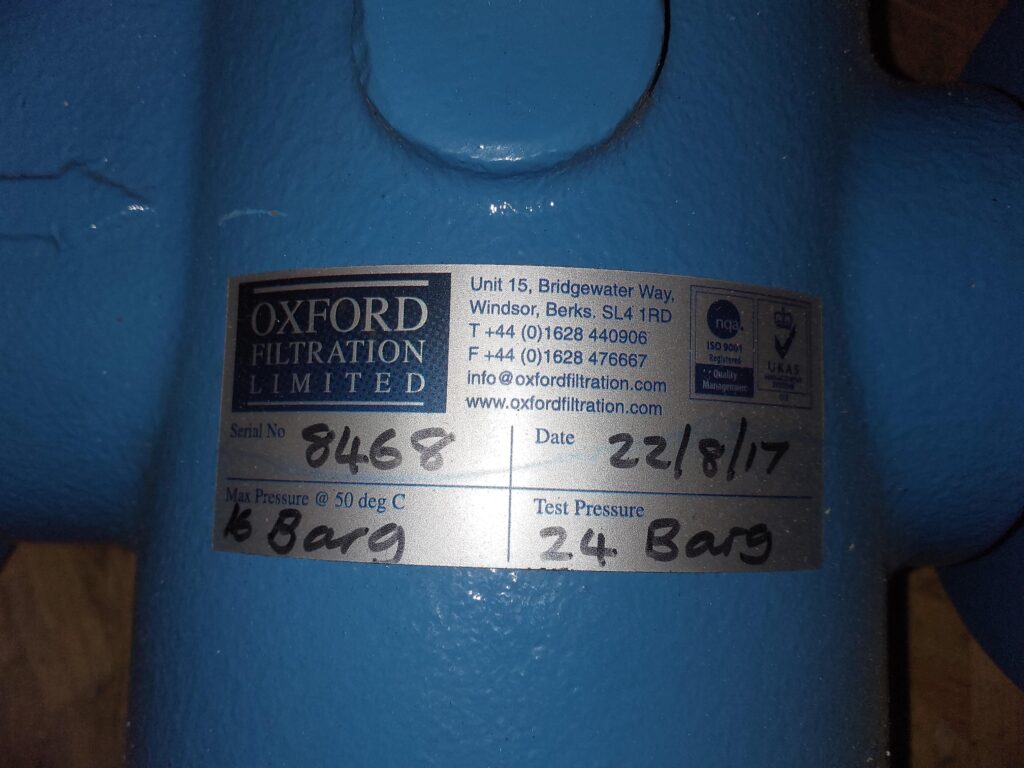 OXFORD
FILTRATION
LIMITED
Unit 15, Bridgewater Way,
Windsor, Berks. SL4 1RD
T +44 (0)1628 440906
F +44 (0)1628 476667
info@oxfordfiltration.com
www.oxfordfiltration.com
nqa
ISO 9001
Registered
Quality
Management
UKAS
Serial No 8468
Date 22/8/17
Max Pressure @ 50 deg C
16 Barg
Test Pressure
24 Barg